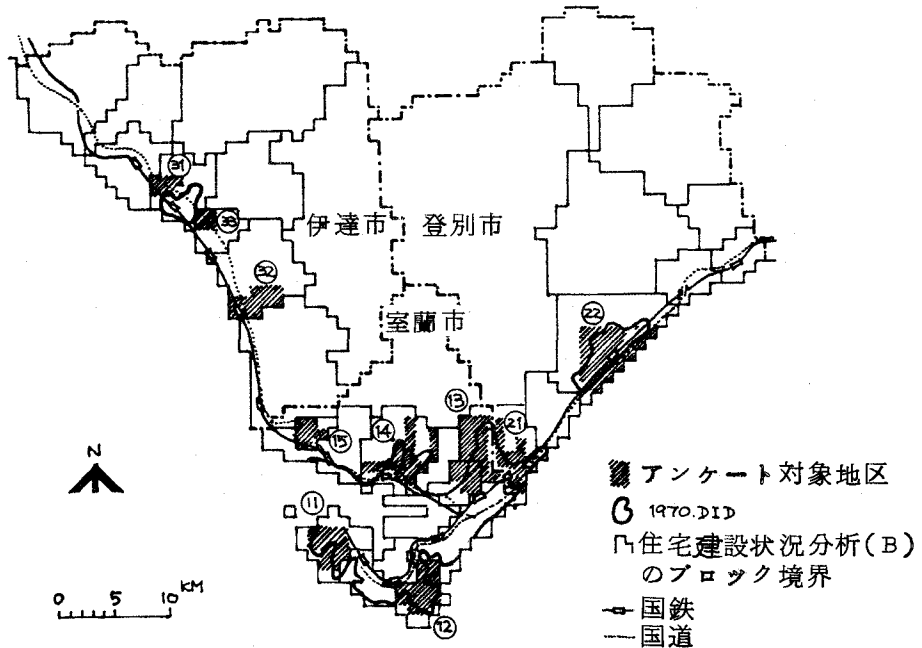 ㉛
㉝
伊達市 登別市
㉜
室蘭市
㉒
⑬
㉑
⑭
⑮
N
⑪
⑫
0 5 10 KM
アンケート対象地区
1970.DID
住宅建設状況分析(B)
のブロック境界
国鉄
国道